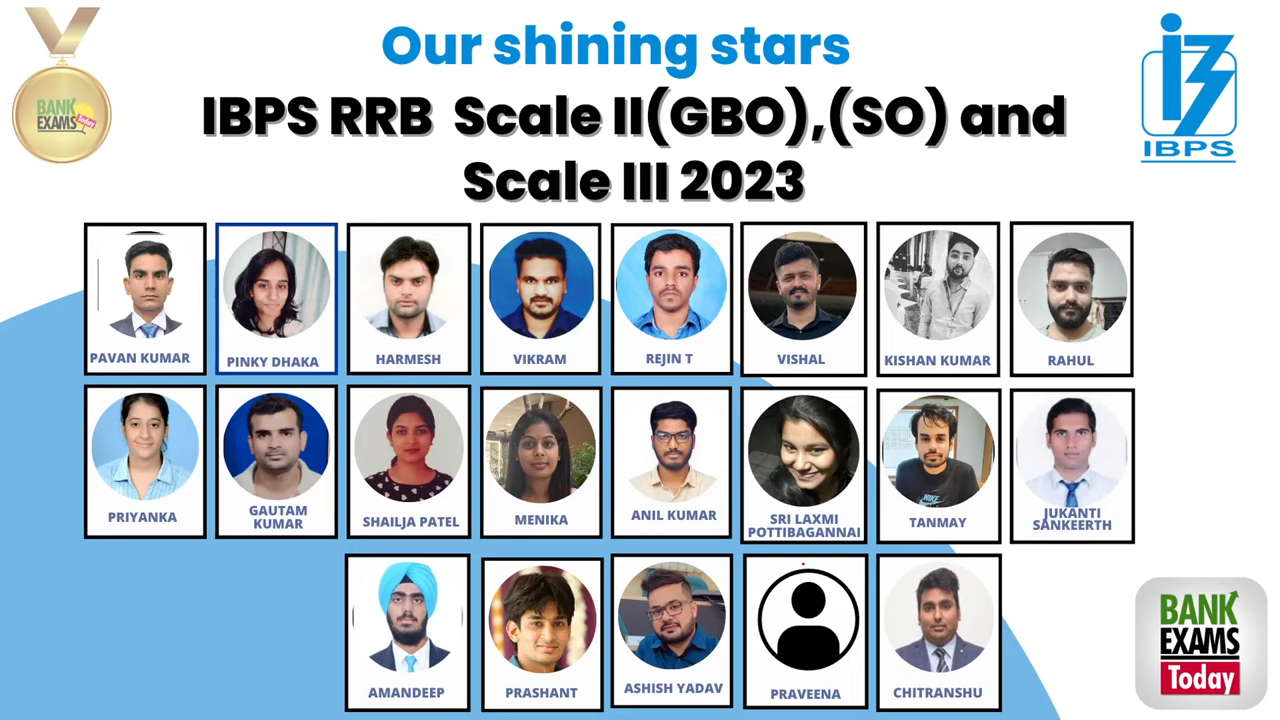 BANK
EXAMS
Today
Our shining stars
IBPS RRB Scale II(GBO),(SO) and
Scale III 2023
IBPS
PAVAN KUMAR
PINKY DHAKA
HARMESH
VIKRAM
REJIN T
VISHAL
KISHAN KUMAR
RAHUL
PRIYANKA
GAUTAM
KUMAR
SHAILJA PATEL
MENIKA
ANIL KUMAR
SRI LAXMI
POTTIBAGANNAI
TANMAY
NIKE
JUKANTI
SANKEERTH
AMANDEEP
PRASHANT
ASHISH YADAV
PRAVEENA
CHITRANSHU
BANK
EXAMS
Today